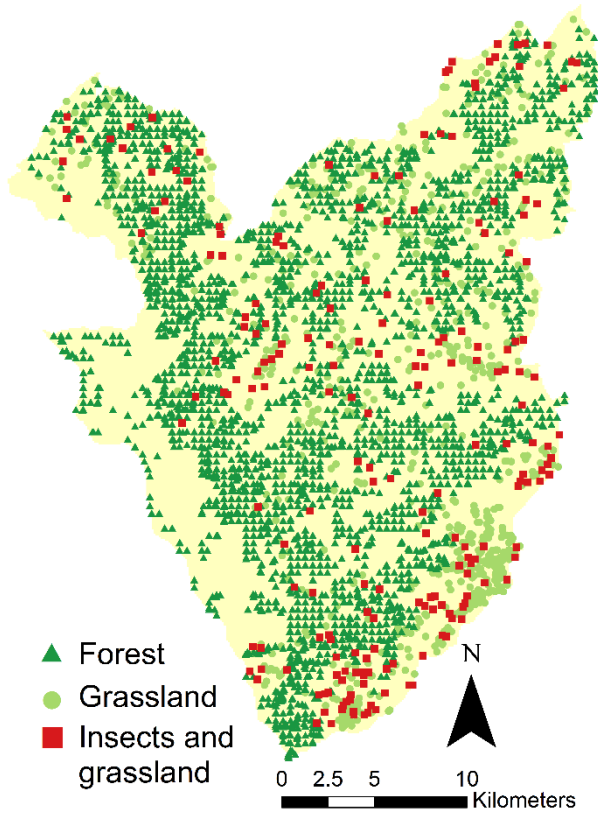 N
Forest
Grassland
Insects and
grassland
0 2.5 5 10
Kilometers